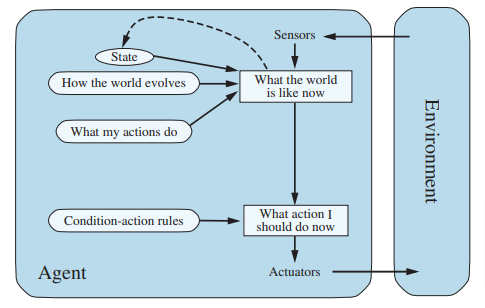 Sensors
State
How the world evolves
What the world
is like now
What my actions do
Environment
Condition-action rules
What action I
should do now
Agent
Actuators